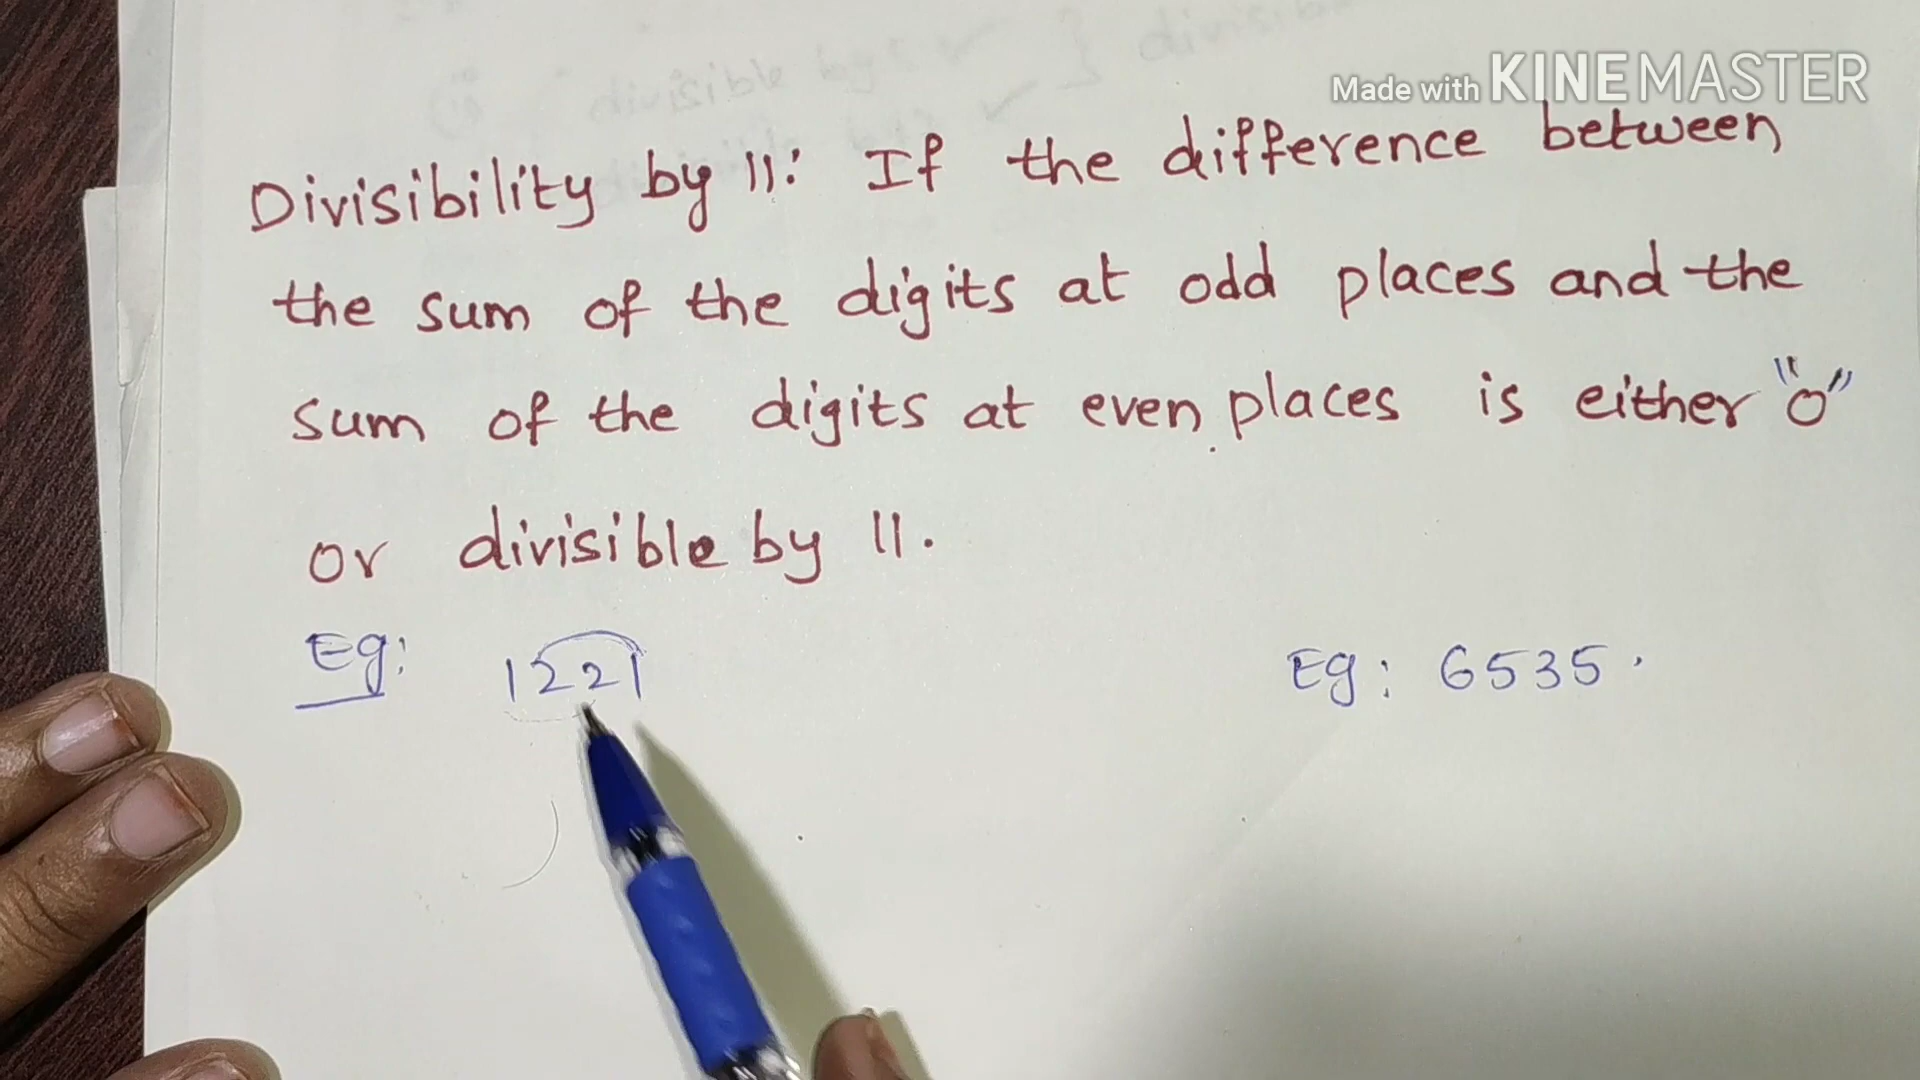 Made with KINEMASTER
Divisibility by 11: If the difference between
the sum of the digits at odd places and the
sum of the digits at even places is either "0"
or divisible by 11.
Eg: 1221 Eg: 6535.